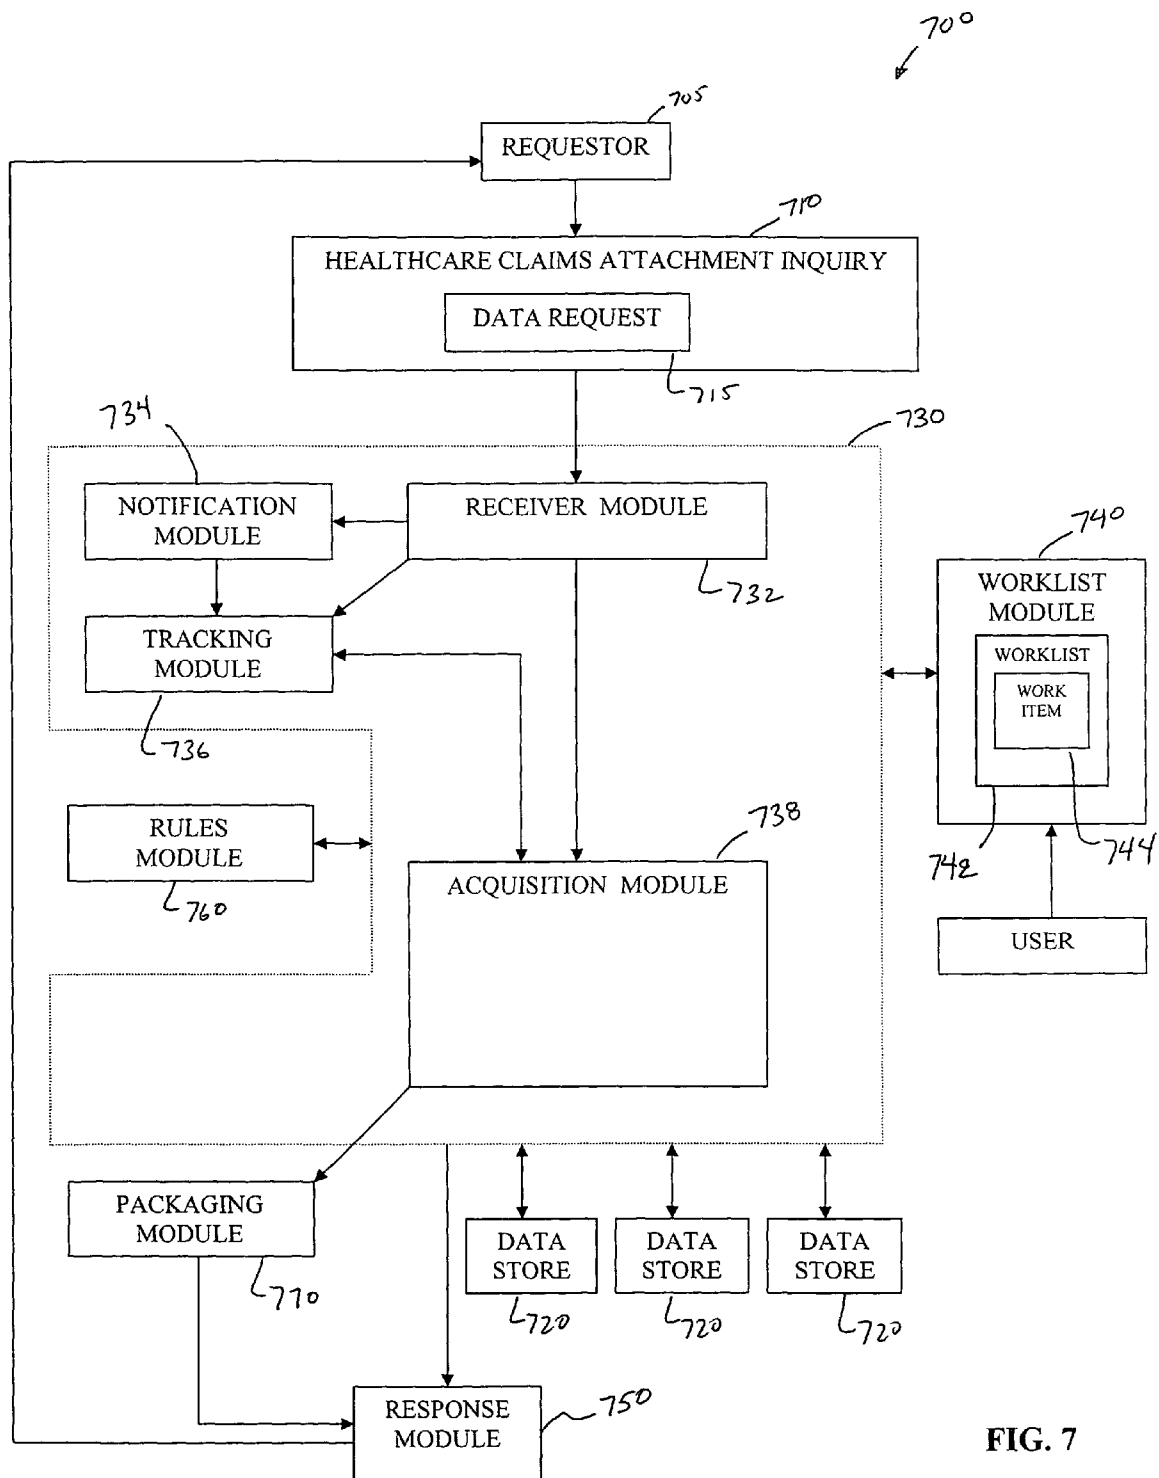 700
705
REQUESTOR
710
HEALTHCARE CLAIMS ATTACHMENT INQUIRY
DATA REQUEST
715
734
730
NOTIFICATION
MODULE
RECEIVER MODULE
732
740
WORKLIST
MODULE
WORKLIST
WORK
ITEM
742
744
TRACKING
MODULE
736
RULES
MODULE
760
738
ACQUISITION MODULE
USER
PACKAGING
MODULE
770
DATA
STORE
720
DATA
STORE
720
DATA
STORE
720
RESPONSE
MODULE
750
FIG. 7